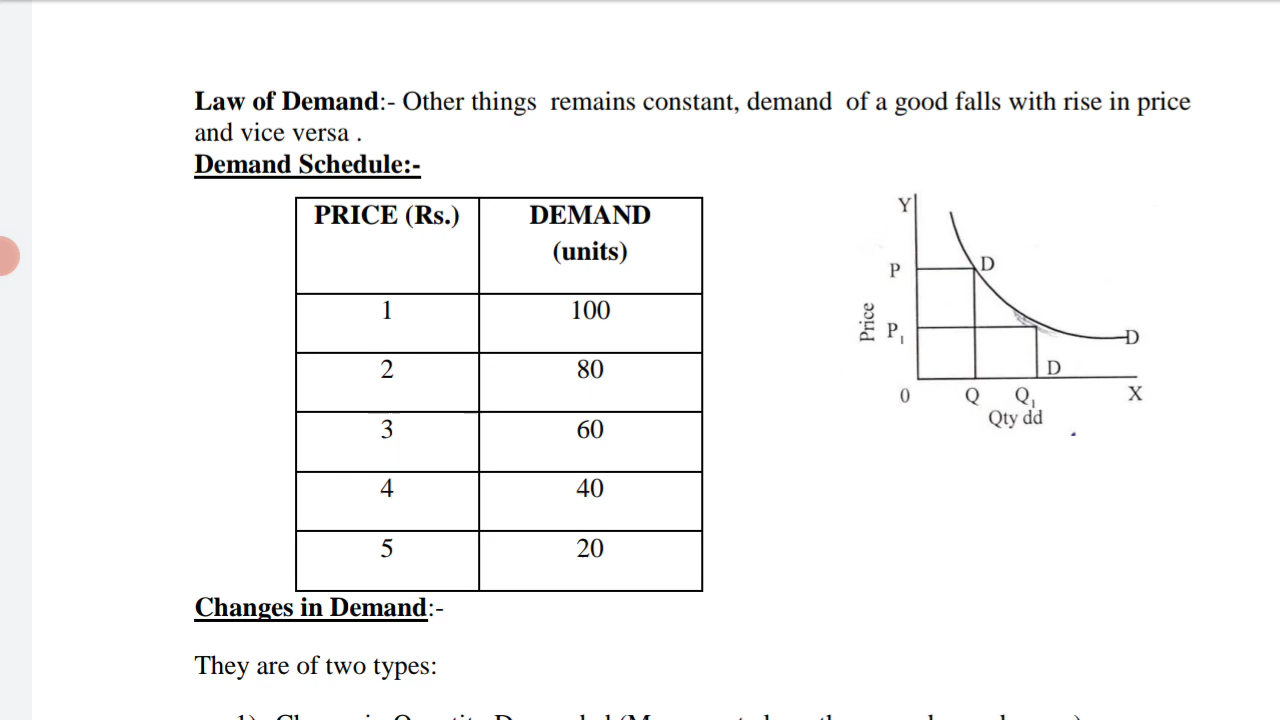 Law of Demand:- Other things remains constant, demand of a good falls with rise in price
and vice versa .
Demand Schedule:-
PRICE (Rs.) DEMAND
(units)
1 100
2 80
3 60
4 40
5 20
Y
P D
Price
P1 D
D
0 Q Q1 X
Qty dd
Changes in Demand:-
They are of two types: